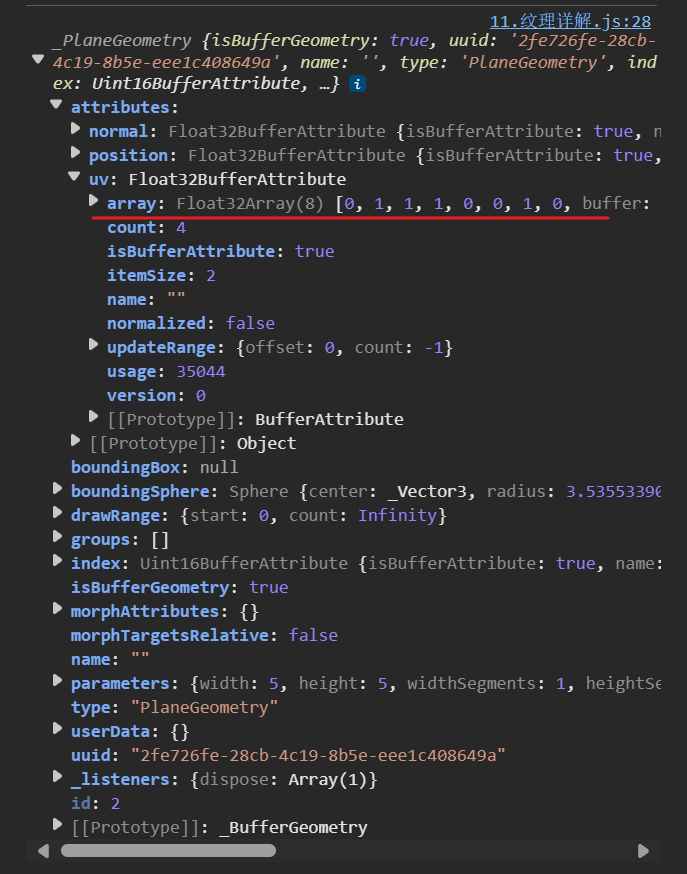 11.纹理详解.js:28
_PlaneGeometry {isBufferGeometry: true, uuid: '2fe726fe-28cb-
4c19-8b5e-eee1c408649a', name: '', type: 'PlaneGeometry', ind
ex: Uint16BufferAttribute, …} i
attributes:
normal: Float32BufferAttribute {isBufferAttribute: true, n
position: Float32BufferAttribute {isBufferAttribute: true,
uv: Float32BufferAttribute
array: Float32Array(8) [0, 1, 1, 1, 0, 0, 1, 0, buffer:
count: 4
isBufferAttribute: true
itemSize: 2
name: ""
normalized: false
updateRange: {offset: 0, count: -1}
usage: 35044
version: 0
[[Prototype]]: BufferAttribute
[[Prototype]]: Object
boundingBox: null
boundingSphere: Sphere {center: _Vector3, radius: 3.53553390
drawRange: {start: 0, count: Infinity}
groups: []
index: Uint16BufferAttribute {isBufferAttribute: true, name:
isBufferGeometry: true
morphAttributes: {}
morphTargetsRelative: false
name: ""
parameters: {width: 5, height: 5, widthSegments: 1, heightSe
type: "PlaneGeometry"
userData: {}
uuid: "2fe726fe-28cb-4c19-8b5e-eee1c408649a"
_listeners: {dispose: Array(1)}
id: 2
[[Prototype]]: _BufferGeometry